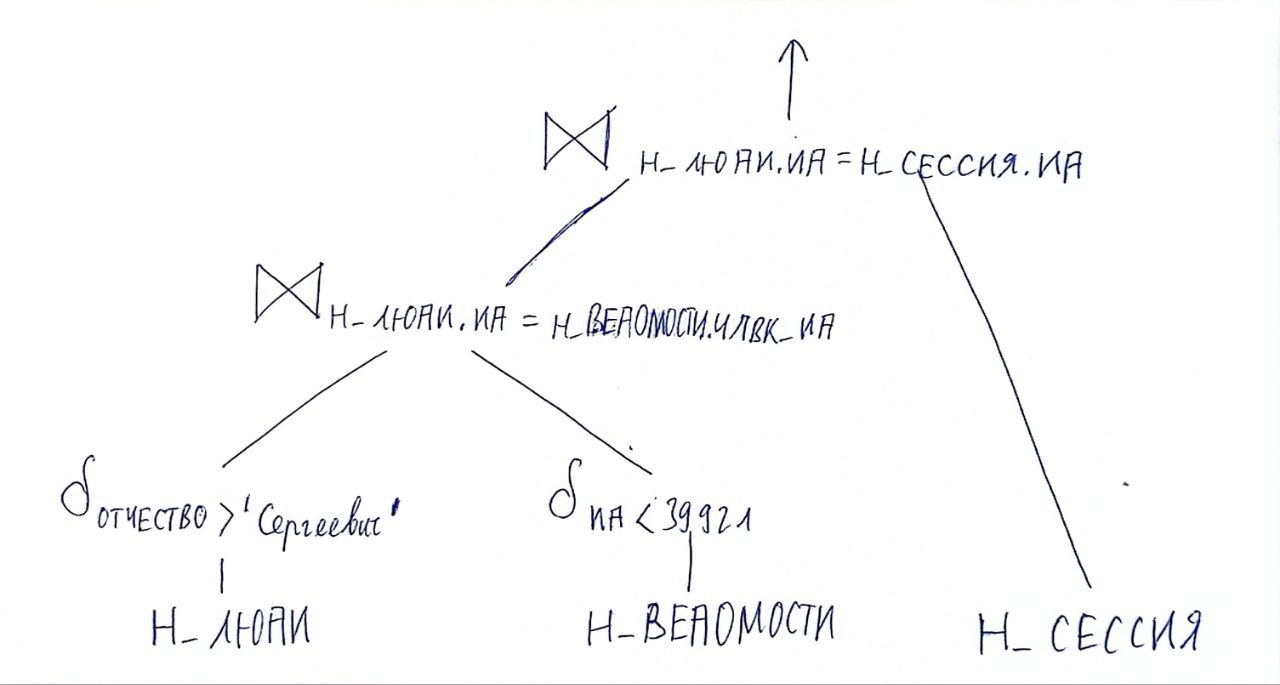 ⋈ Н_ЛЮДИ.ИД = Н_СЕССИЯ.ИД
⋈ Н_ЛЮДИ.ИД = Н_ВЕДОМОСТИ.ЧЛВК_ИД
σ ОТЧЕСТВО > 'Сергеевич'
σ ИД < 39921
Н_ЛЮДИ
Н_ВЕДОМОСТИ
Н_СЕССИЯ